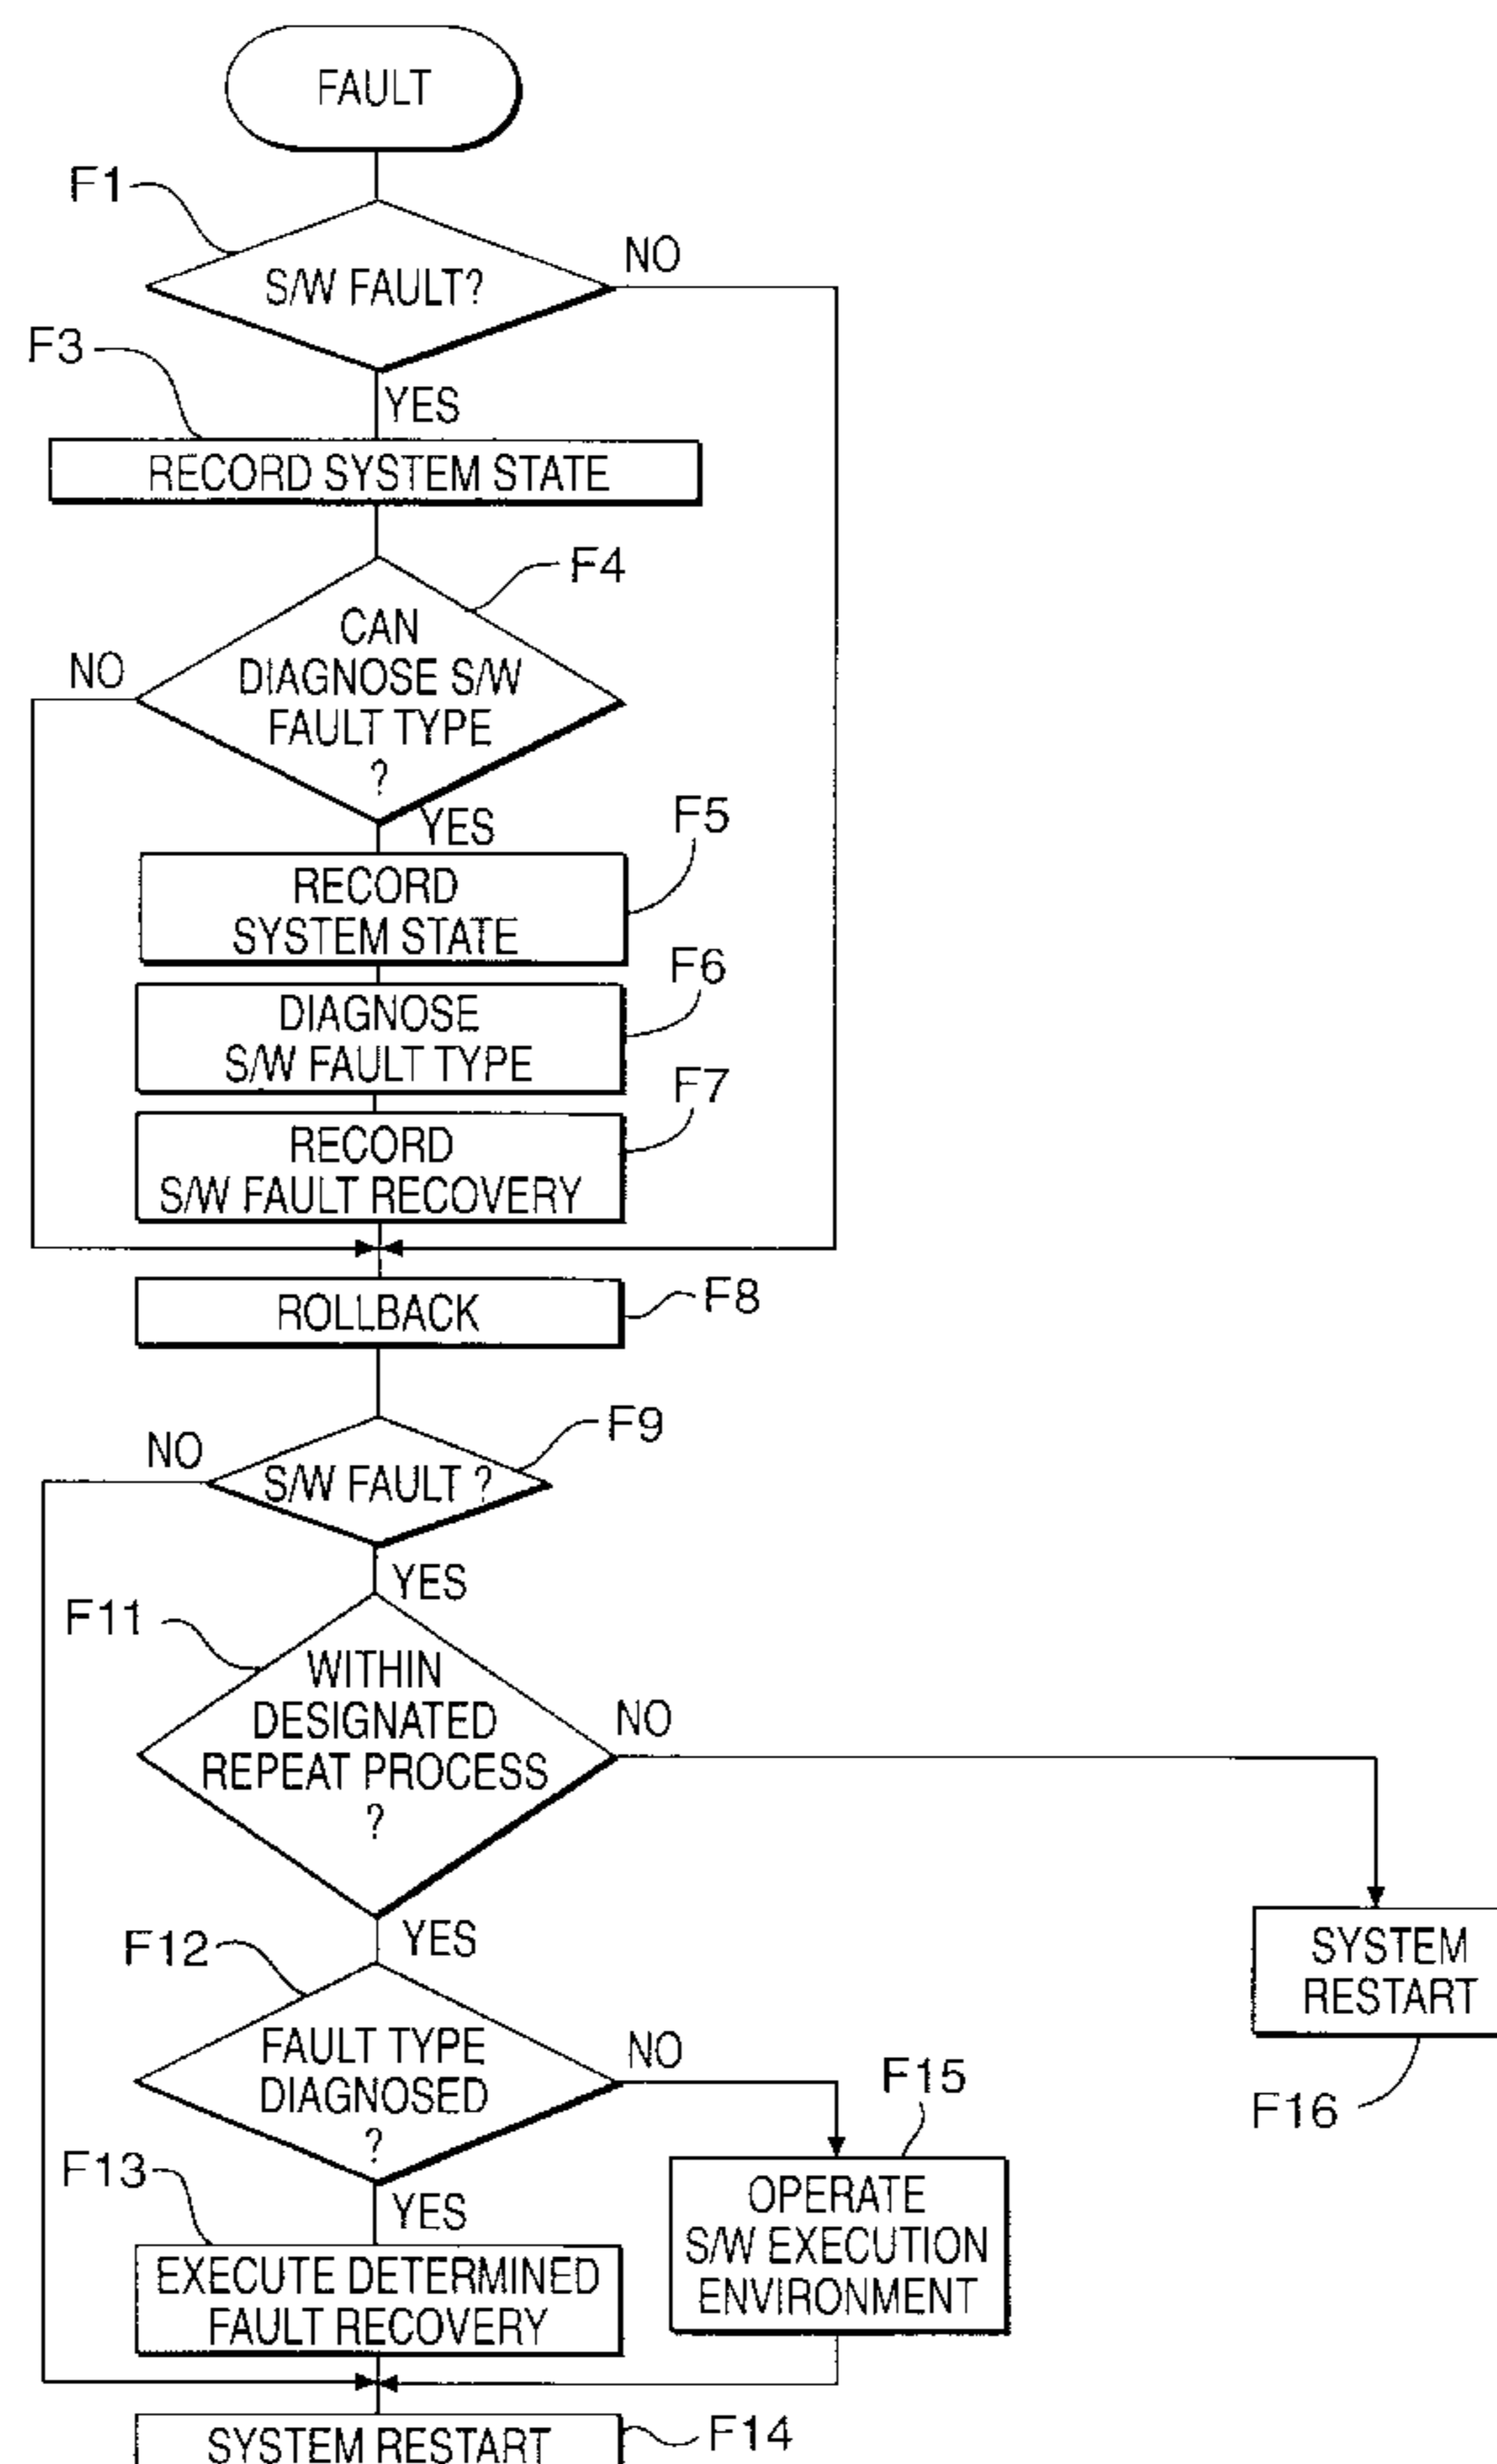 FAULT
F1
S/W FAULT?
NO
F3
YES
RECORD SYSTEM STATE
F4
CAN
DIAGNOSE S/W
FAULT TYPE
?
NO
YES
F5
RECORD
SYSTEM STATE
F6
DIAGNOSE
S/W FAULT TYPE
F7
RECORD
S/W FAULT RECOVERY
ROLLBACK
F8
F9
NO
S/W FAULT ?
YES
F11
WITHIN
DESIGNATED
REPEAT PROCESS
?
NO
YES
F12
SYSTEM
RESTART
F16
FAULT TYPE
DIAGNOSED
?
NO
F15
F13
YES
OPERATE
S/W EXECUTION
ENVIRONMENT
EXECUTE DETERMINED
FAULT RECOVERY
SYSTEM RESTART
F14